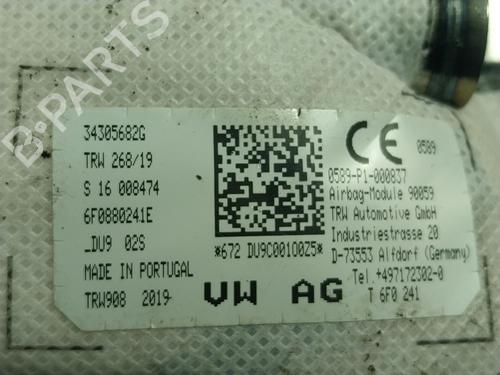 34305682G
TRW 268/19
S 16 008474
6F0880241E
_DU9 02S
MADE IN PORTUGAL
TRW908 2019-
*672 DU9C00100Z5*
VW AG
CE 0589
0589-P1-000837
Airbag-Module 90059
TRW Automotive GmbH
Industriestrasse 20
D-73553 Alfdorf (Germany)
Tel.+497172302-0
T 6F0 241
B-PARTS